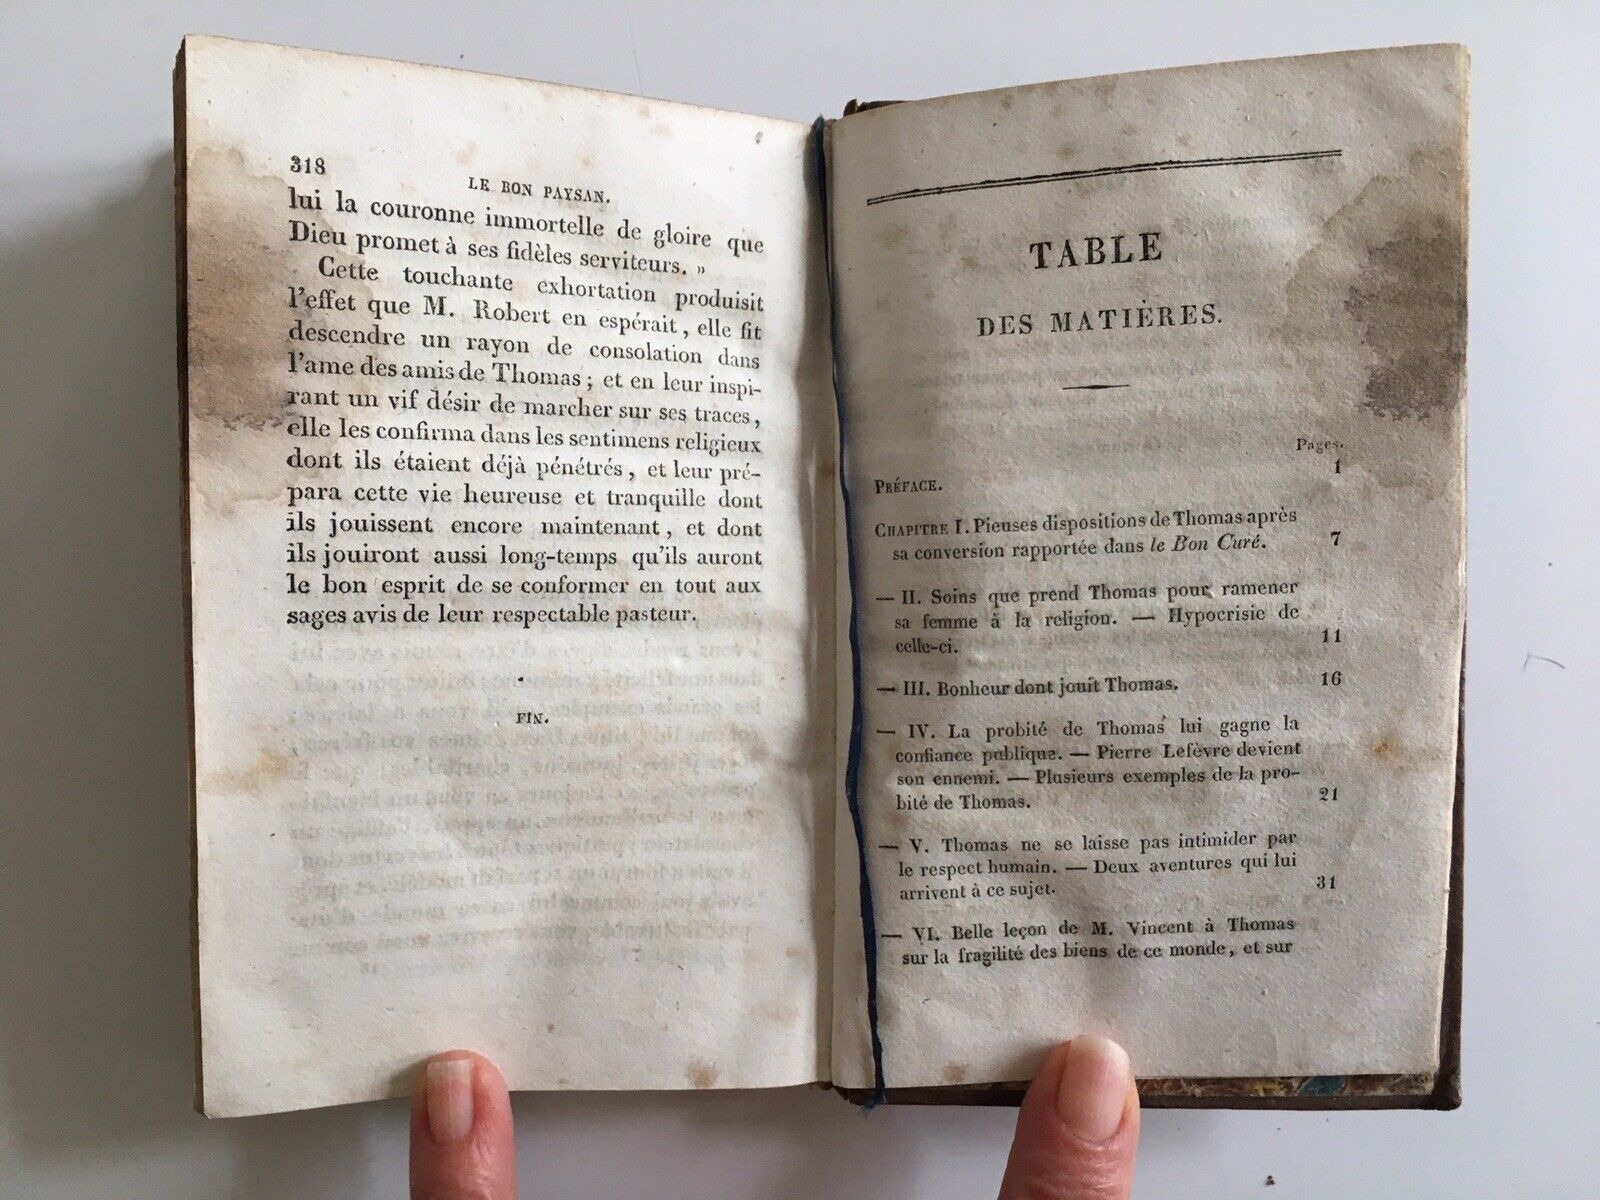 318
LE BON PAYSAN.
lui la couronne immortelle de gloire que
Dieu promet à ses fidèles serviteurs. »
Cette touchante exhortation produisit
l'effet que M. Robert en espérait, elle fit
descendre un rayon de consolation dans
l'ame des amis de Thomas ; et en leur inspi-
rant un vif désir de marcher sur ses traces,
elle les confirma dans les sentimens religieux
dont ils étaient déjà pénétrés, et leur pré-
para cette vie heureuse et tranquille dont
ils jouissent encore maintenant, et dont
ils jouiront aussi long-temps qu'ils auront
le bon esprit de se conformer en tout aux
sages avis de leur respectable pasteur.
FIN.
TABLE
DES MATIÈRES.
Pages.
PRÉFACE. 1
CHAPITRE I. Pieuses dispositions de Thomas après
sa conversion rapportée dans le Bon Curé. 7
— II. Soins que prend Thomas pour ramener
sa femme à la religion. — Hypocrisie de
celle-ci. 11
— III. Bonheur dont jouit Thomas. 16
— IV. La probité de Thomas lui gagne la
confiance publique. — Pierre Lefèvre devient
son ennemi. — Plusieurs exemples de la pro-
bité de Thomas. 21
— V. Thomas ne se laisse pas intimider par
le respect humain. — Deux aventures qui lui
arrivent à ce sujet. 31
— VI. Belle leçon de M. Vincent à Thomas
sur la fragilité des biens de ce monde, et sur